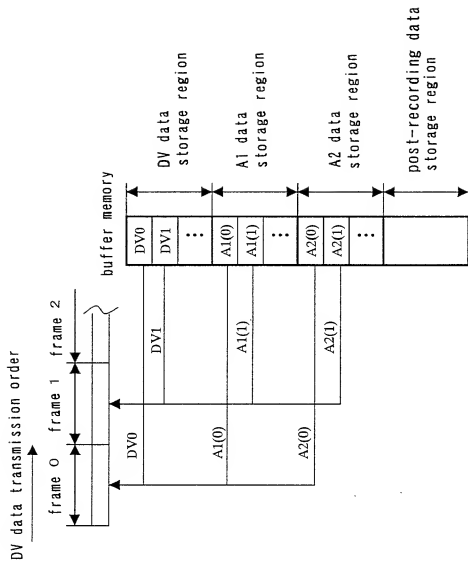 DV data transmission order
frame 0
frame 1
frame 2
buffer memory
DV0
DV1
⋮
A1(0)
A1(1)
⋮
A2(0)
A2(1)
⋮
DV0
DV1
A1(0)
A1(1)
A2(0)
A2(1)
DV data
storage region
A1 data
storage region
A2 data
storage region
post-recording data
storage region